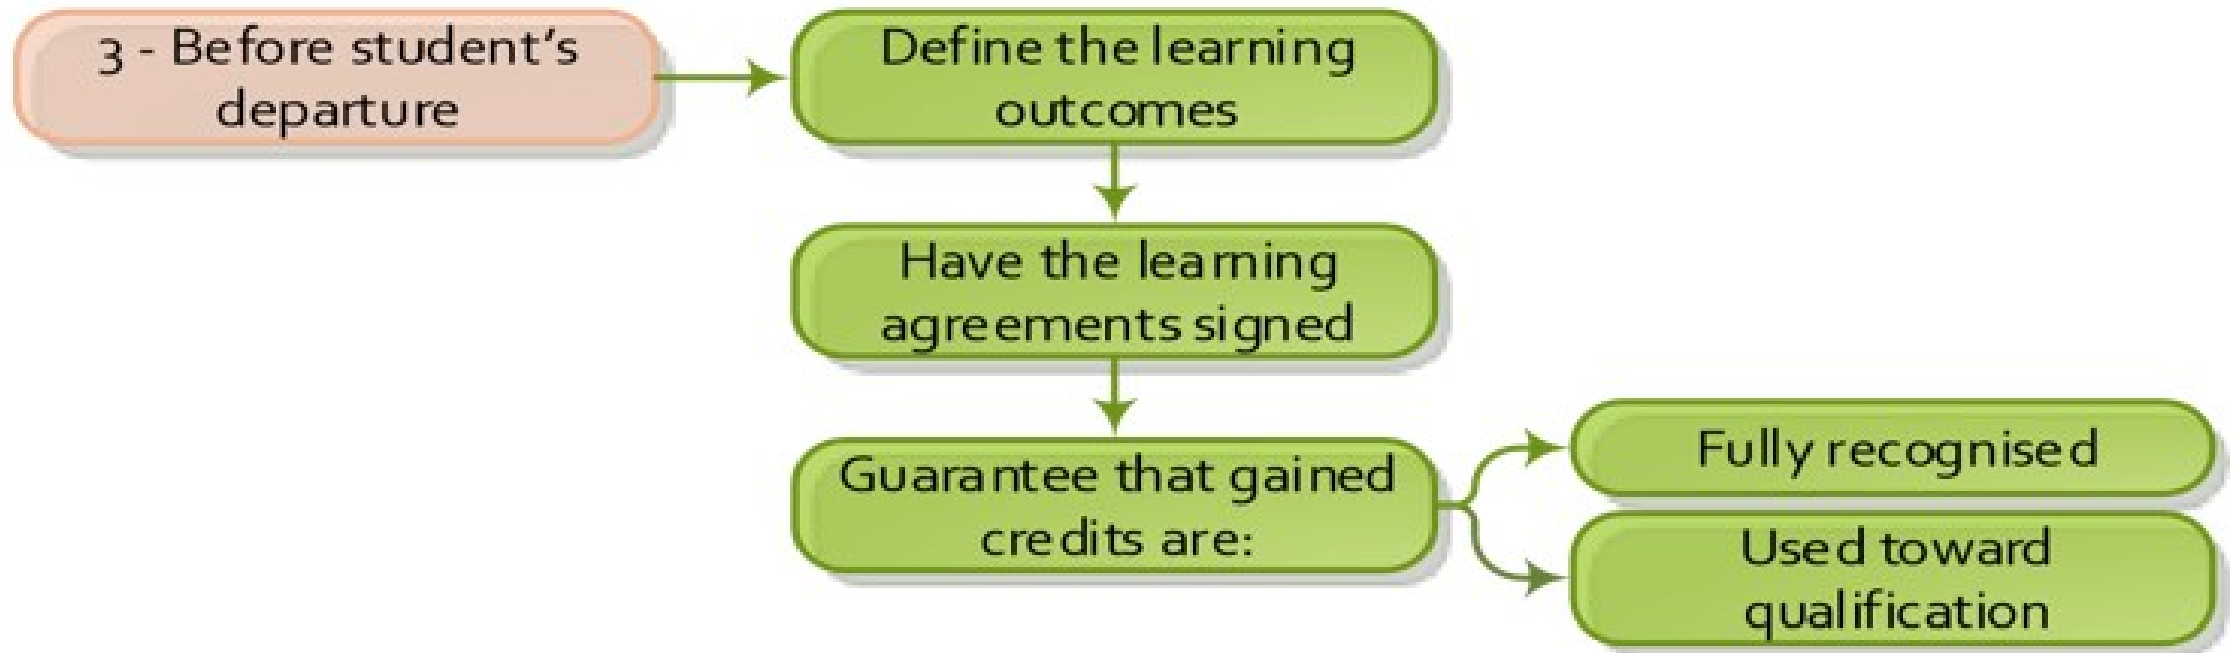 3 - Before student's
departure
Define the learning
outcomes
Have the learning
agreements signed
Guarantee that gained
credits are:
Fully recognised
Used toward
qualification